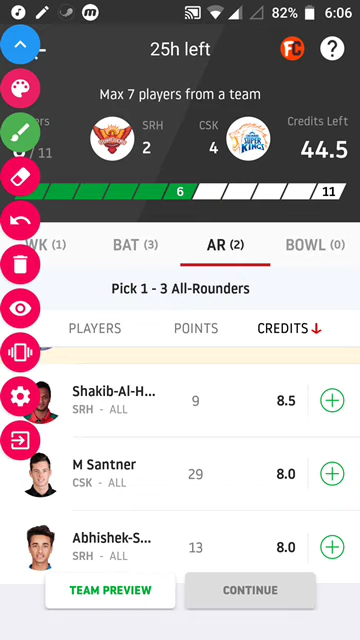 82% 6:06
25h left
FC ?
Max 7 players from a team
SRH 2
CSK 4
Credits Left
44.5
/ 11
6 11
WK (1) BAT (3) AR (2) BOWL (0)
Pick 1 - 3 All-Rounders
PLAYERS POINTS CREDITS
Shakib-Al-H...
SRH - ALL
9 8.5
M Santner
CSK - ALL
29 8.0
Abhishek-S...
SRH - ALL
13 8.0
TEAM PREVIEW CONTINUE